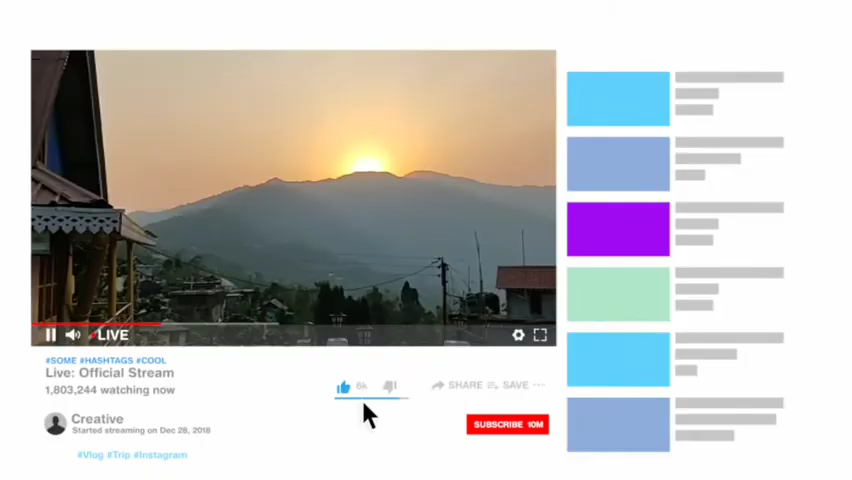 LIVE
#SOME #HASHTAGS #COOL
Live: Official Stream
1,803,244 watching now
6k
SHARE
SAVE
Creative
Started streaming on Dec 28, 2018
SUBSCRIBE 10M
#Vlog #Trip #Instagram